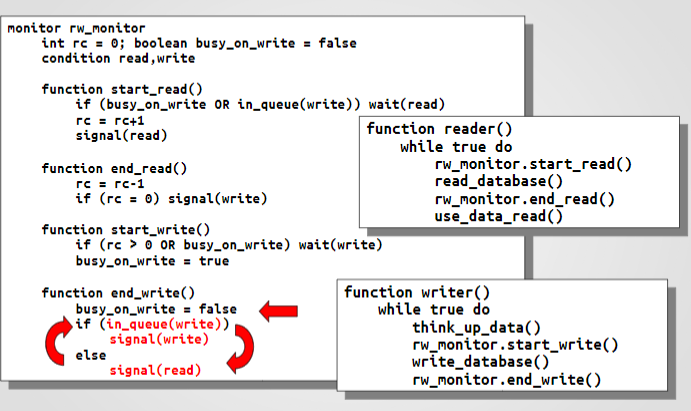 monitor rw_monitor
int rc = 0; boolean busy_on_write = false
condition read,write
function start_read()
if (busy_on_write OR in_queue(write)) wait(read)
rc = rc+1
signal(read)
function end_read()
rc = rc-1
if (rc = 0) signal(write)
function start_write()
if (rc > 0 OR busy_on_write) wait(write)
busy_on_write = true
function end_write()
busy_on_write = false
if (in_queue(write))
signal(write)
else
signal(read)
function reader()
while true do
rw_monitor.start_read()
read_database()
rw_monitor.end_read()
use_data_read()
function writer()
while true do
think_up_data()
rw_monitor.start_write()
write_database()
rw_monitor.end_write()